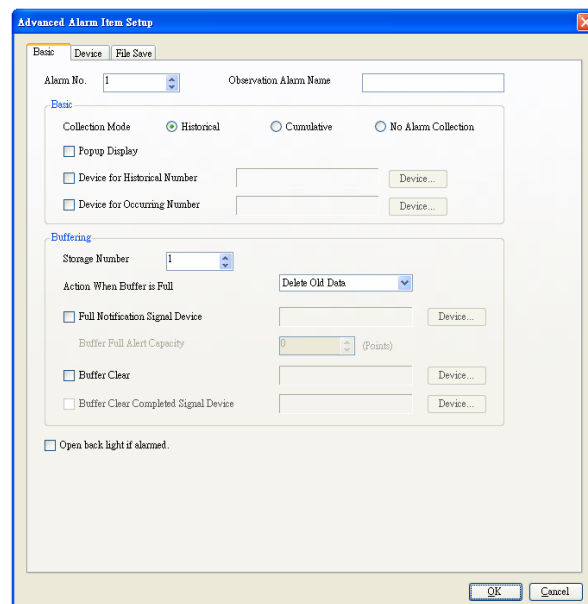 Advanced Alarm Item Setup
Basic Device File Save
Alarm No. 1 Observation Alarm Name
Basic
Collection Mode Historical Cumulative No Alarm Collection
Popup Display
Device for Historical Number Device...
Device for Occurring Number Device...
Buffering
Storage Number 1
Action When Buffer is Full Delete Old Data
Full Notification Signal Device Device...
Buffer Full Alert Capacity 0 (Points)
Buffer Clear Device...
Buffer Clear Completed Signal Device Device...
Open back light if alarmed.
OK Cancel